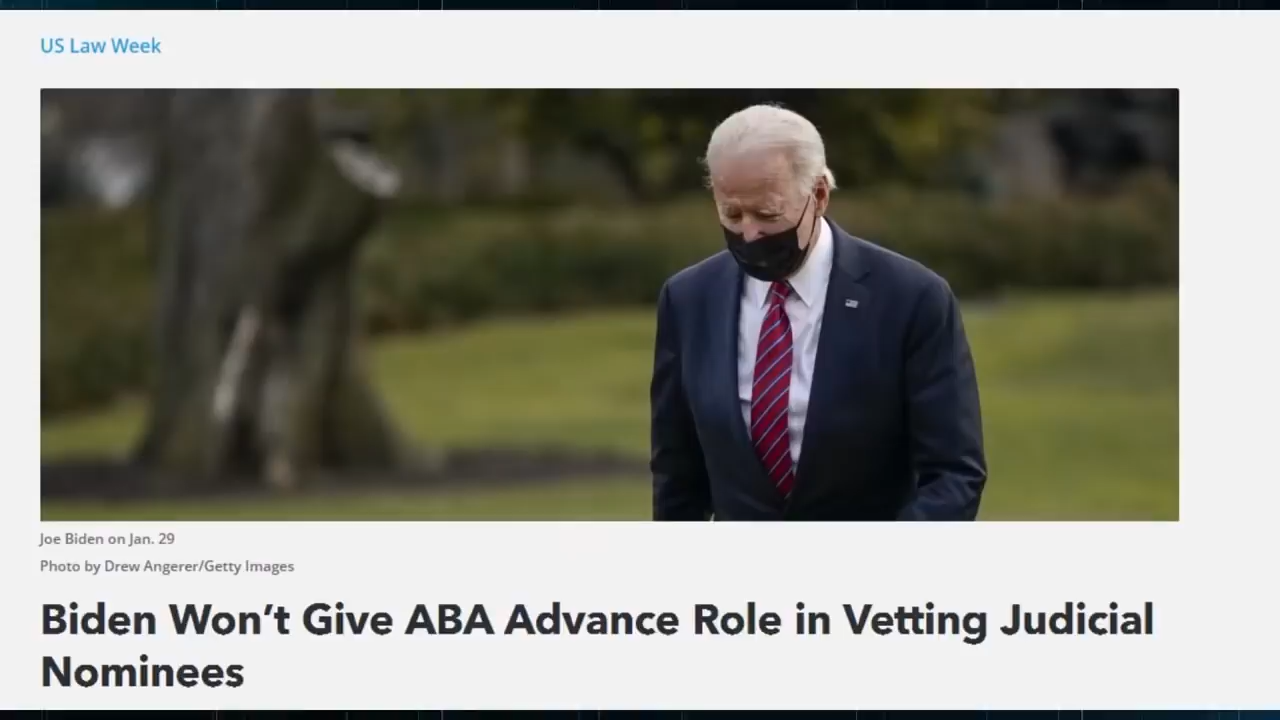 US Law Week
Joe Biden on Jan. 29
Photo by Drew Angerer/Getty Images
Biden Won’t Give ABA Advance Role in Vetting Judicial
Nominees